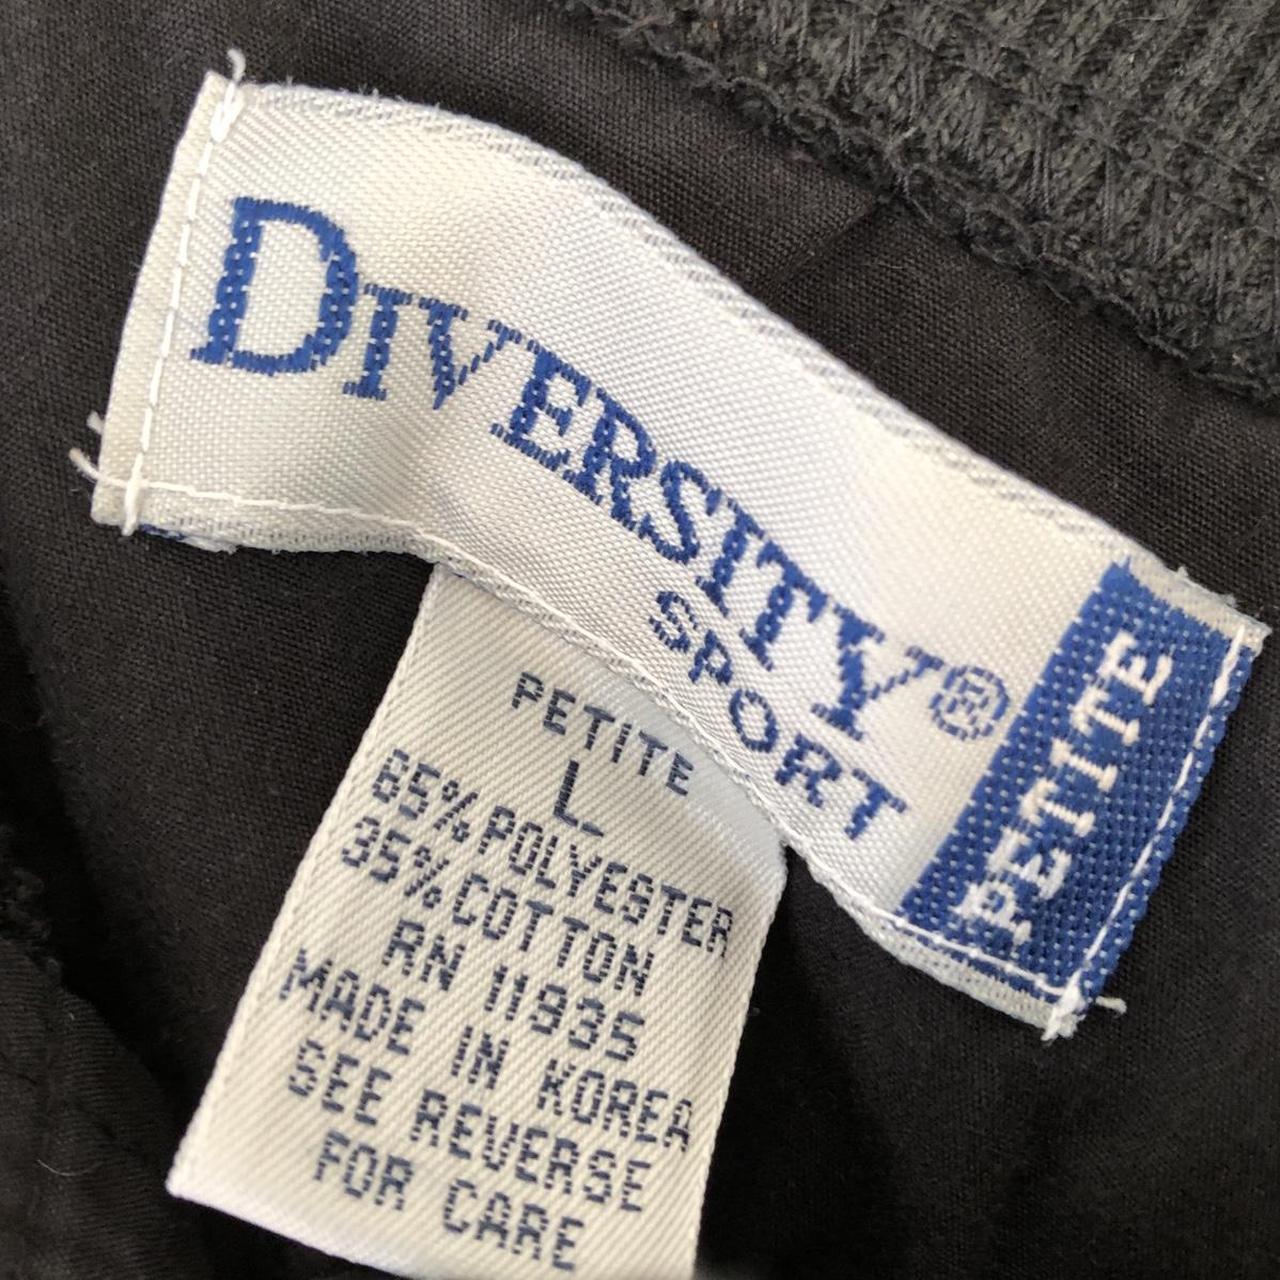 DIVERSITY®
SPORT
PETITE
PETITE
L
65% POLYESTER
35% COTTON
RN 11935
MADE IN KOREA
SEE REVERSE
FOR CARE